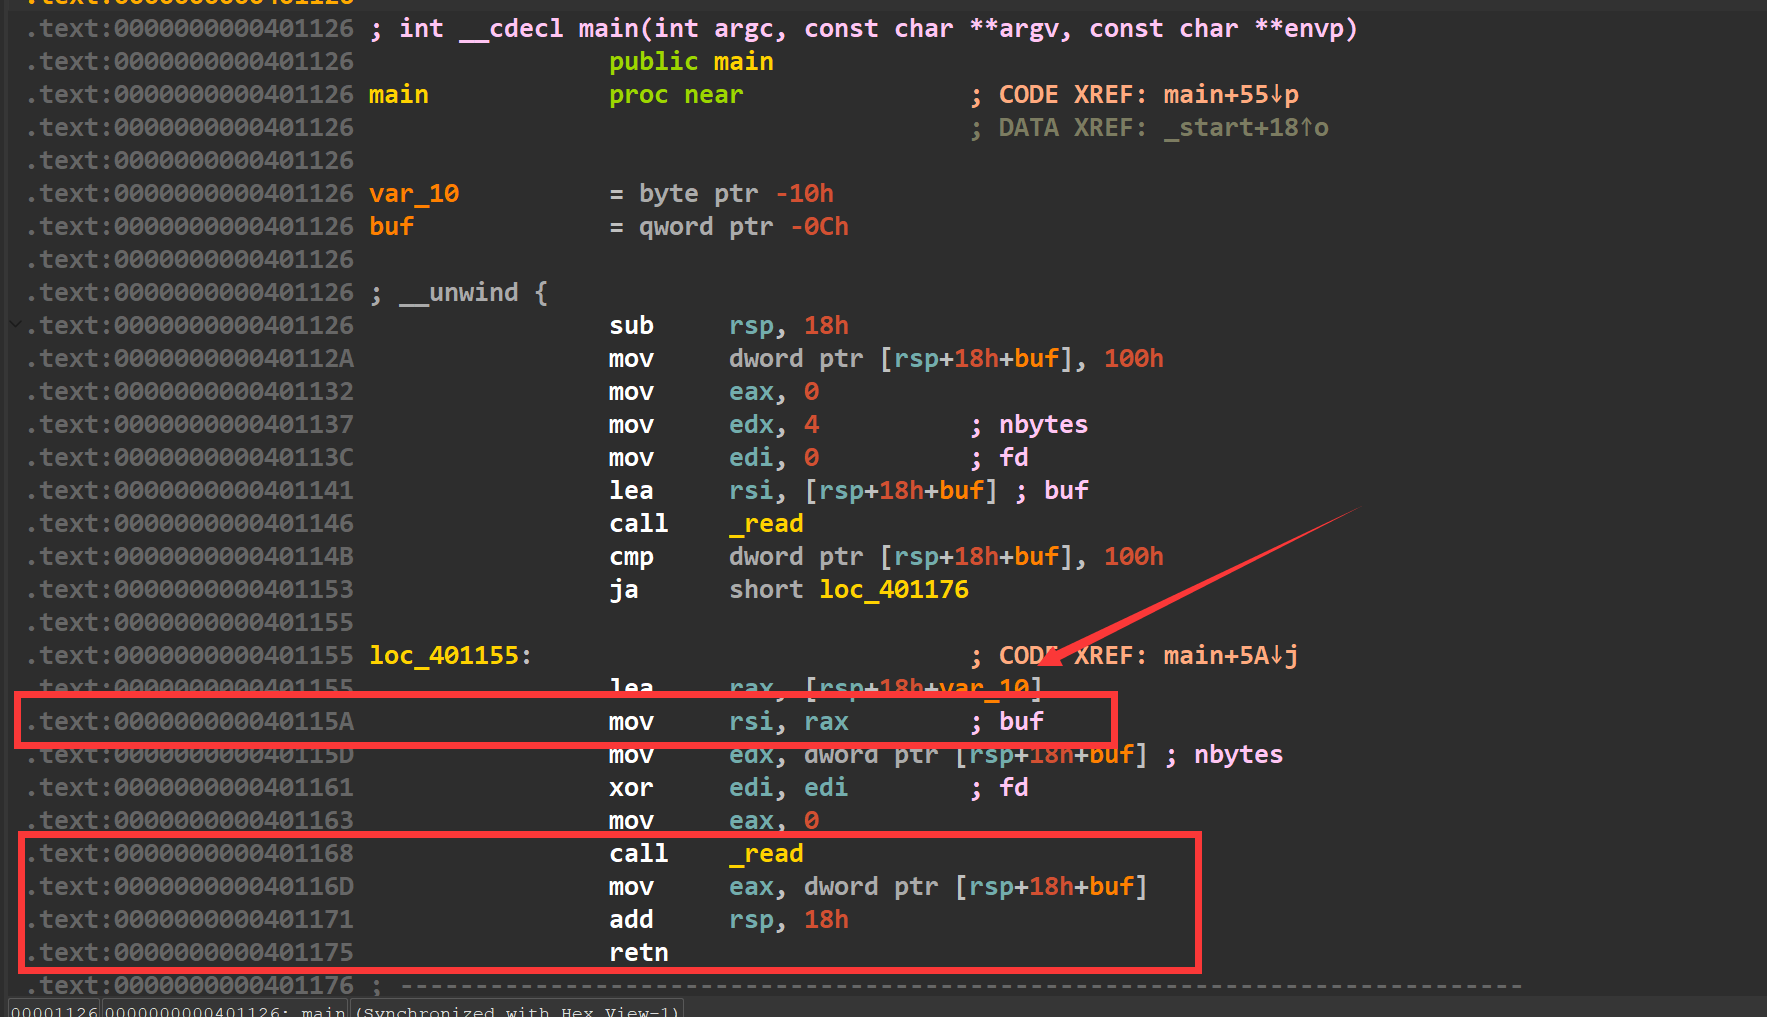 .text:0000000000401126
.text:0000000000401126 ; int __cdecl main(int argc, const char **argv, const char **envp)
.text:0000000000401126 public main
.text:0000000000401126 main proc near ; CODE XREF: main+55↓p
.text:0000000000401126 ; DATA XREF: _start+18↑o
.text:0000000000401126
.text:0000000000401126 var_10 = byte ptr -10h
.text:0000000000401126 buf = qword ptr -0Ch
.text:0000000000401126
.text:0000000000401126 ; __unwind {
.text:0000000000401126 sub rsp, 18h
.text:000000000040112A mov dword ptr [rsp+18h+buf], 100h
.text:0000000000401132 mov eax, 0
.text:0000000000401137 mov edx, 4 ; nbytes
.text:000000000040113C mov edi, 0 ; fd
.text:0000000000401141 lea rsi, [rsp+18h+buf] ; buf
.text:0000000000401146 call _read
.text:000000000040114B cmp dword ptr [rsp+18h+buf], 100h
.text:0000000000401153 ja short loc_401176
.text:0000000000401155
.text:0000000000401155 loc_401155: ; CODE XREF: main+5A↓j
.text:0000000000401155 lea rax, [rsp+18h+var_10]
.text:000000000040115A mov rsi, rax ; buf
.text:000000000040115D mov edx, dword ptr [rsp+18h+buf] ; nbytes
.text:0000000000401161 xor edi, edi ; fd
.text:0000000000401163 mov eax, 0
.text:0000000000401168 call _read
.text:000000000040116D mov eax, dword ptr [rsp+18h+buf]
.text:0000000000401171 add rsp, 18h
.text:0000000000401175 retn
.text:0000000000401176 ; ---------------------------------------------------------------------------
00001126 0000000000401126: main (Synchronized with Hex View-1)